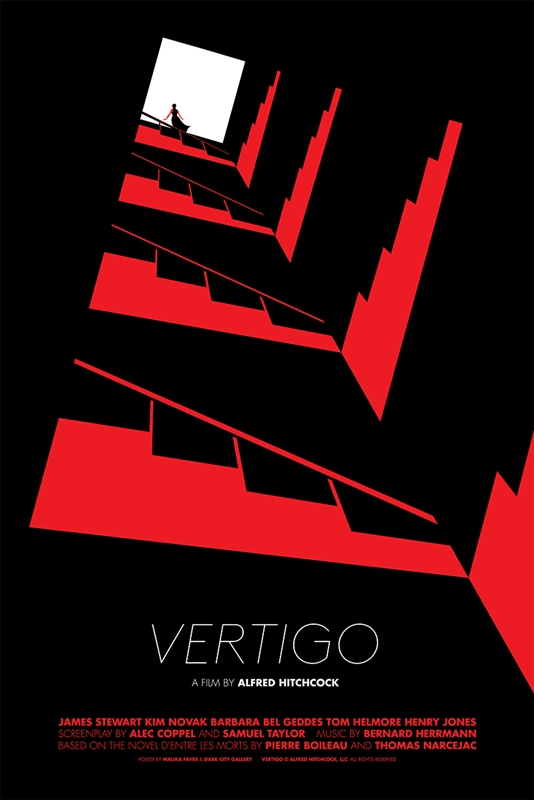 VERTIGO
A FILM BY ALFRED HITCHCOCK
JAMES STEWART KIM NOVAK BARBARA BEL GEDDES TOM HELMORE HENRY JONES
SCREENPLAY BY ALEC COPPEL AND SAMUEL TAYLOR MUSIC BY BERNARD HERRMANN
BASED ON THE NOVEL D'ENTRE LES MORTS BY PIERRE BOILEAU AND THOMAS NARCEJAC
POSTER BY MALIKA FAVRE & DARK CITY GALLERY VERTIGO © ALFRED HITCHCOCK, LLC. ALL RIGHTS RESERVED